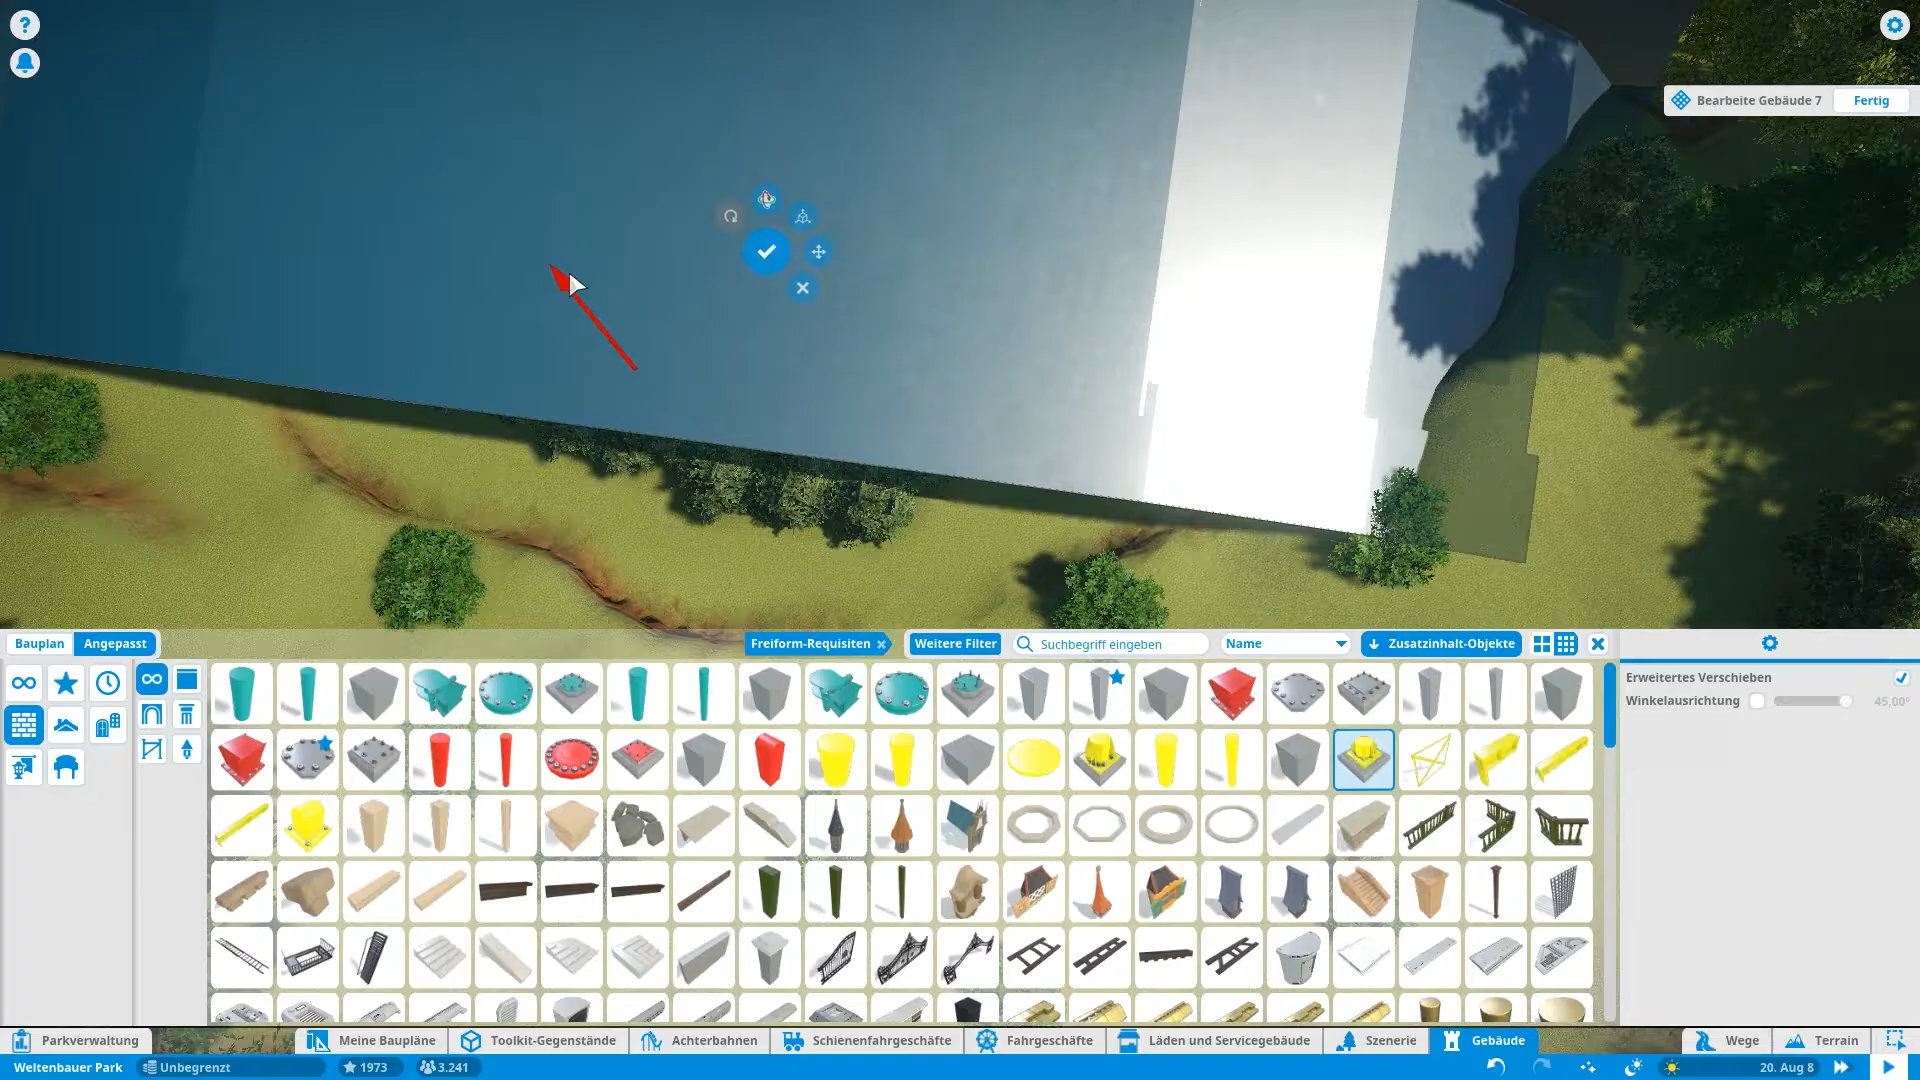 ?
Bearbeite Gebäude 7
Fertig
Bauplan
Angepasst
Freiform-Requisiten
Weitere Filter
Suchbegriff eingeben
Name
Zusatzinhalt-Objekte
Erweitertes Verschieben
Winkelausrichtung
45,00°
Parkverwaltung
Meine Baupläne
Toolkit-Gegenstände
Achterbahnen
Schienenfahrgeschäfte
Fahrgeschäfte
Läden und Servicegebäude
Szenerie
Gebäude
Wege
Terrain
Weltenbauer Park
Unbegrenzt
1973
3.241
20. Aug 8